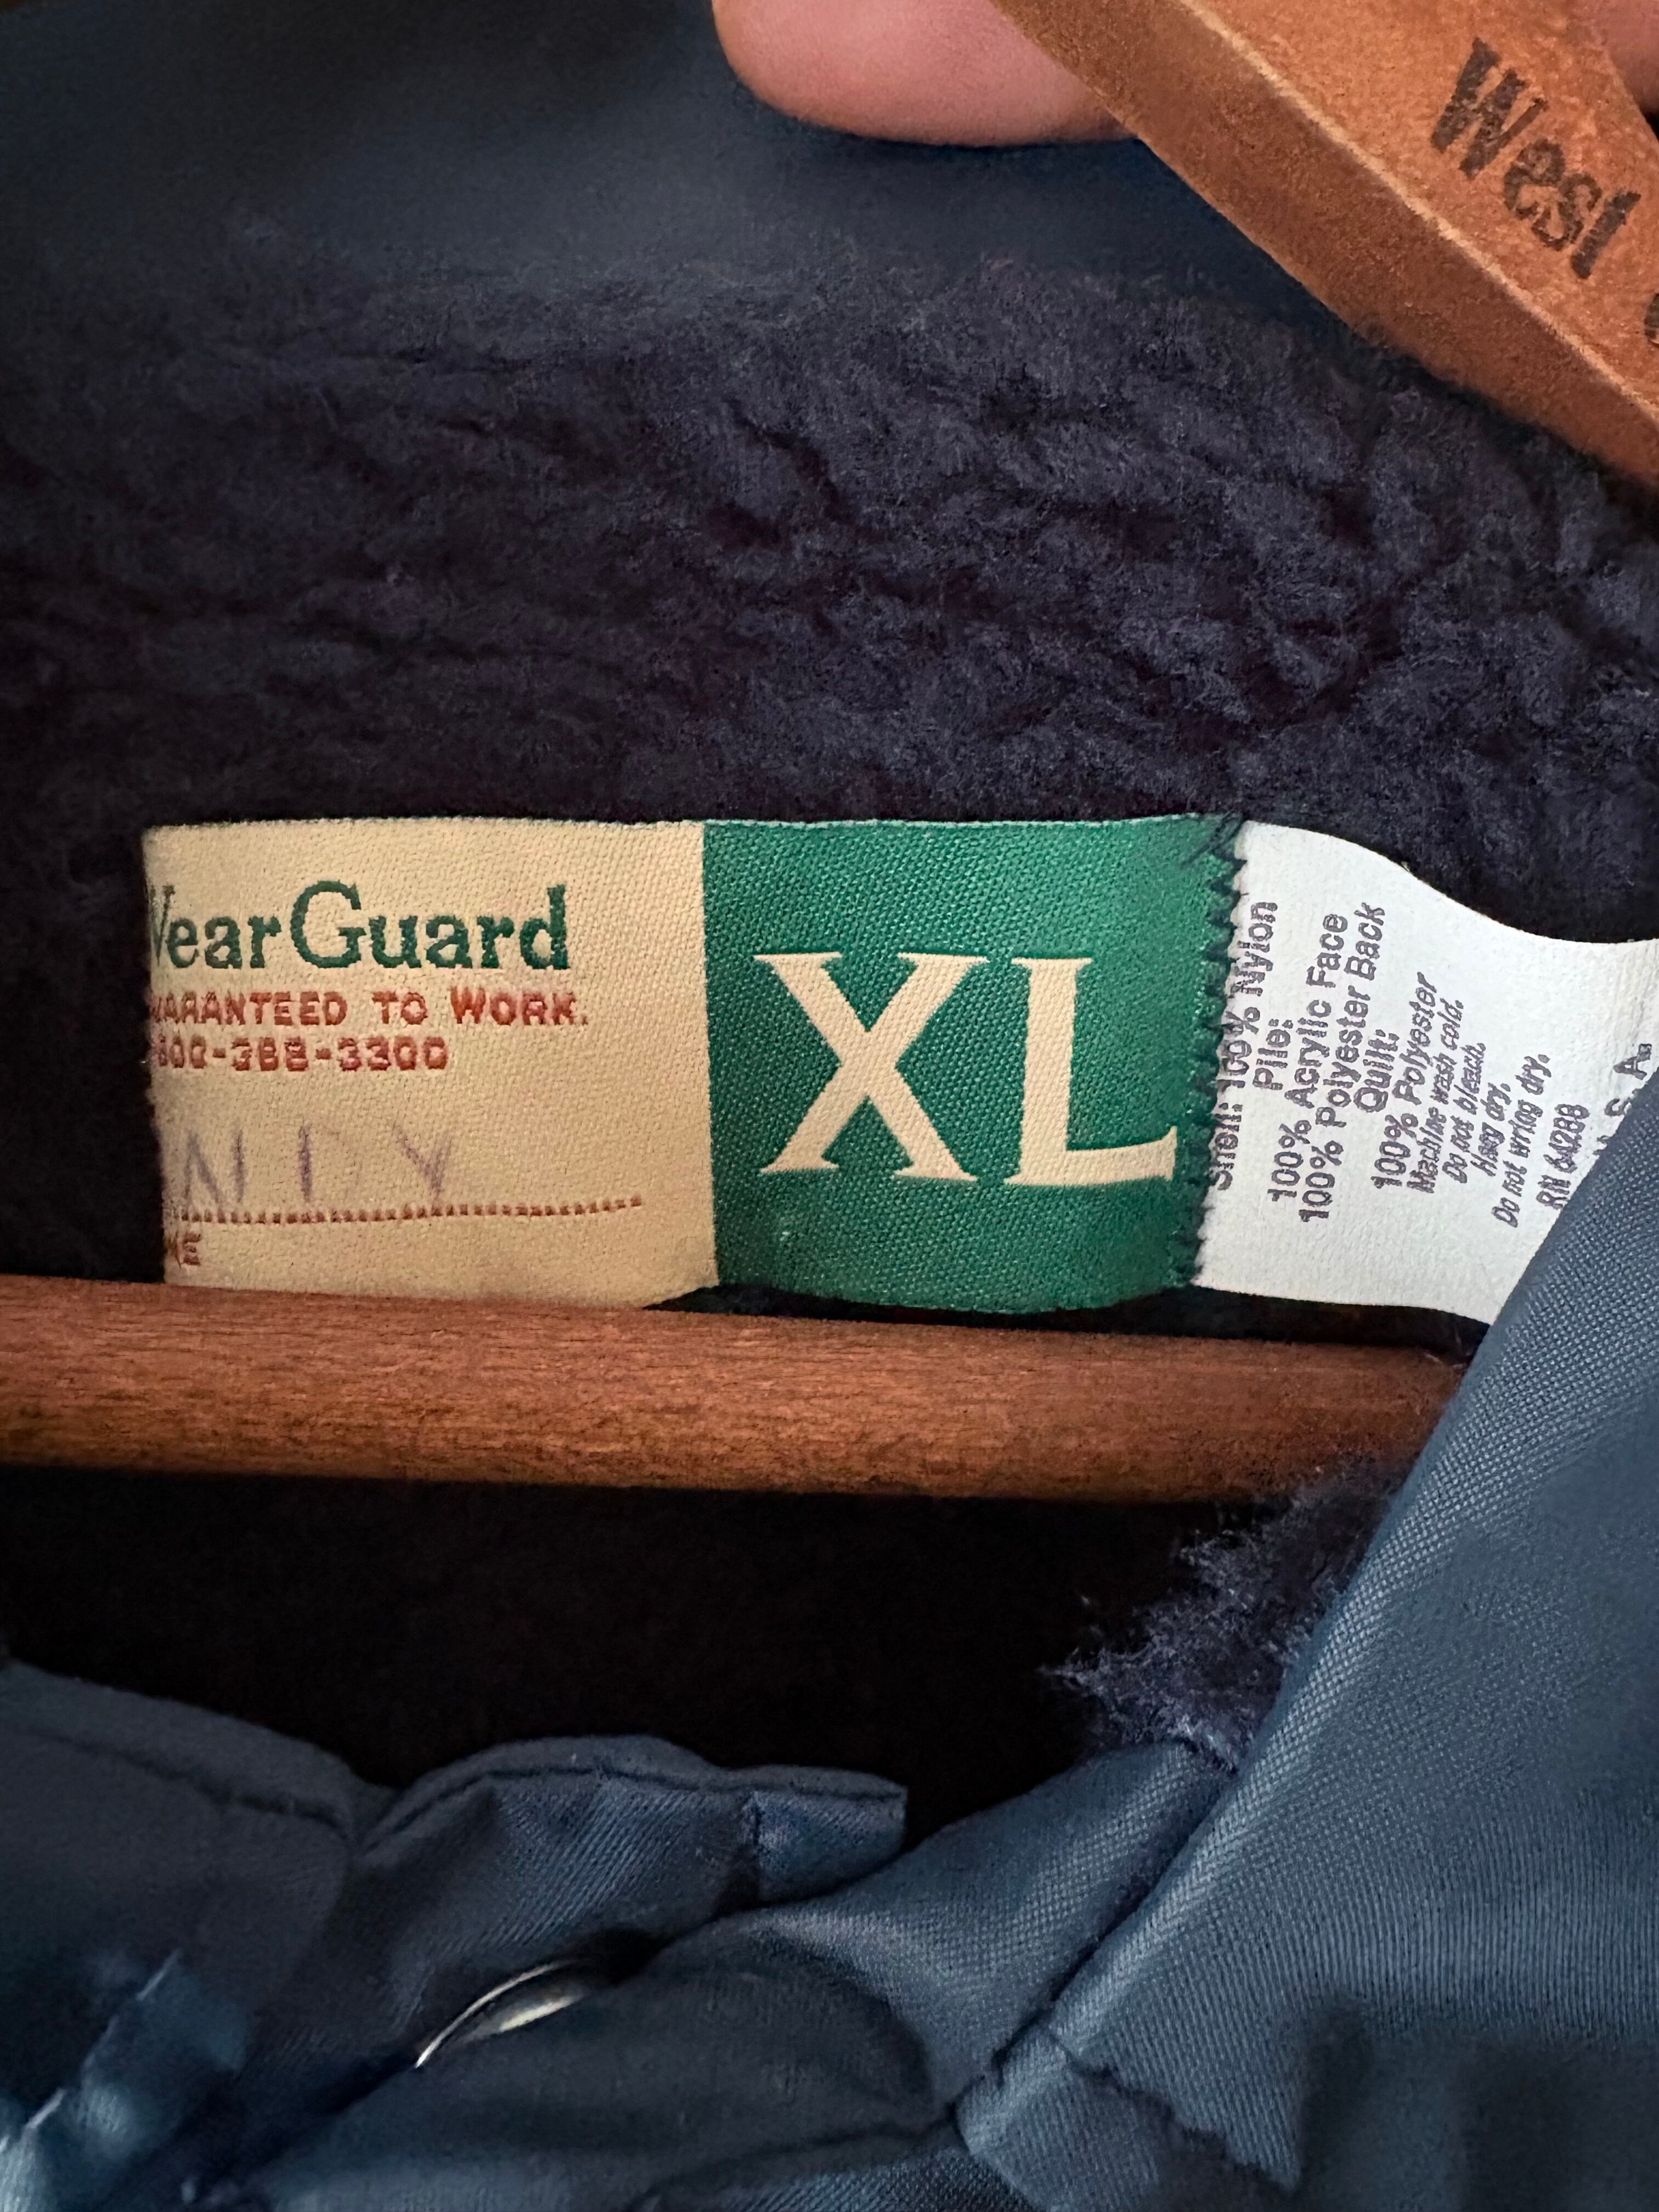 West
WearGuard
GUARANTEED TO WORK.
800-388-3300
XL
Shell: 100% Nylon
Pile:
100% Acrylic Face
100% Polyester Back
Quilt:
100% Polyester
Machine wash cold.
Do not bleach.
Hang dry.
Do not wring dry.
RN 64288
U.S.A.